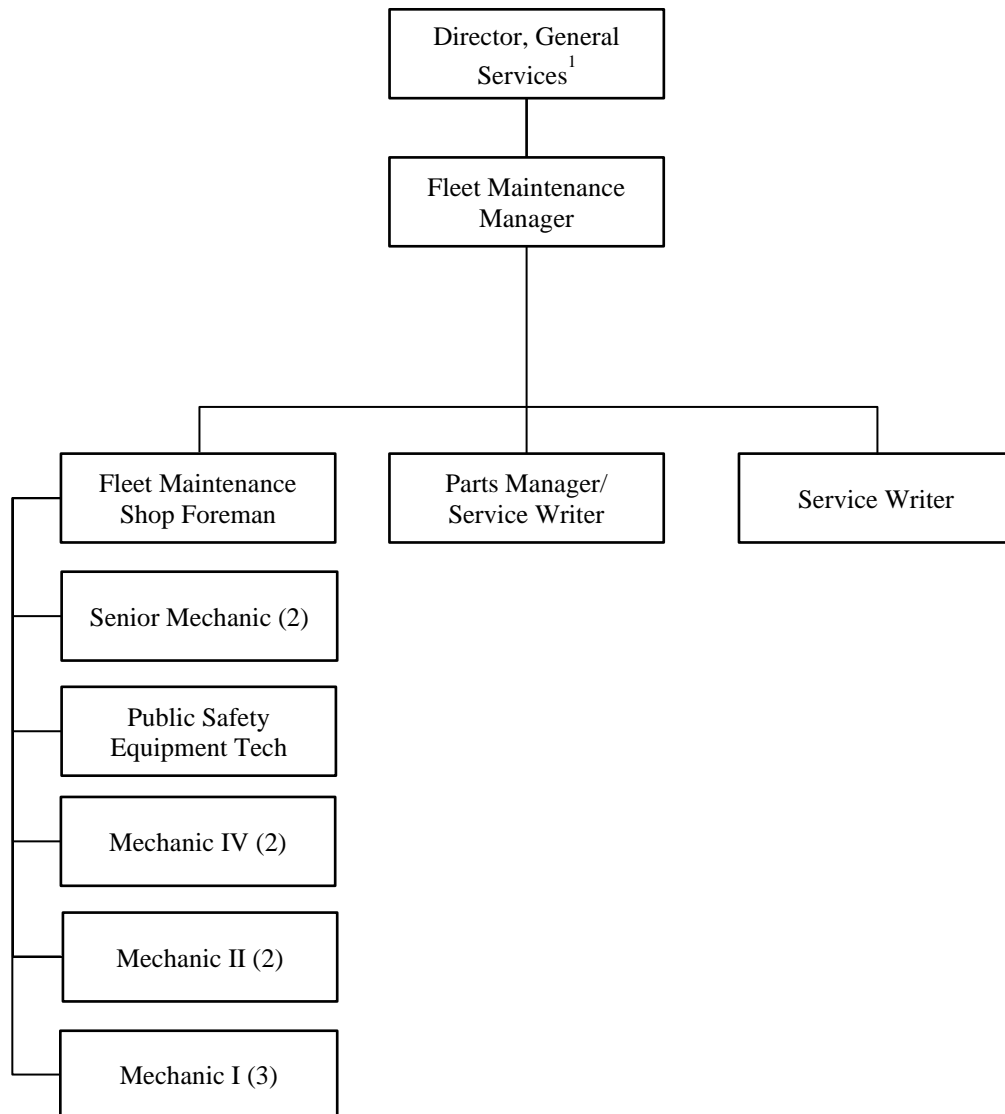 Director, General
Services¹
Fleet Maintenance
Manager
Fleet Maintenance
Shop Foreman
Parts Manager/
Service Writer
Service Writer
Senior Mechanic (2)
Public Safety
Equipment Tech
Mechanic IV (2)
Mechanic II (2)
Mechanic I (3)